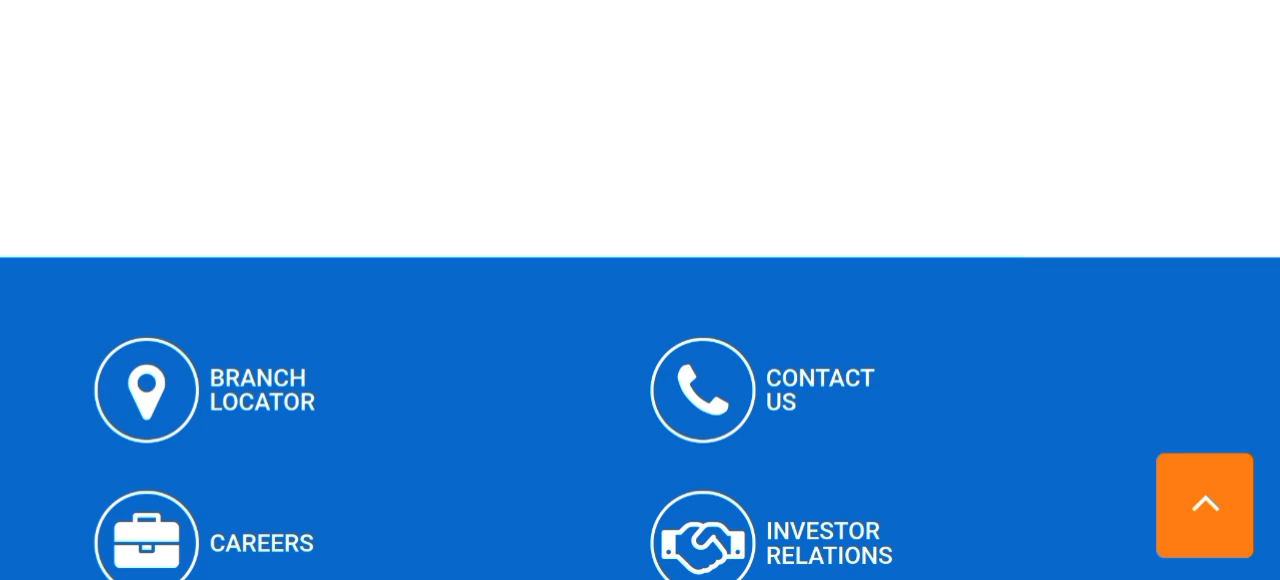 BRANCH
LOCATOR
CONTACT
US
CAREERS
INVESTOR
RELATIONS